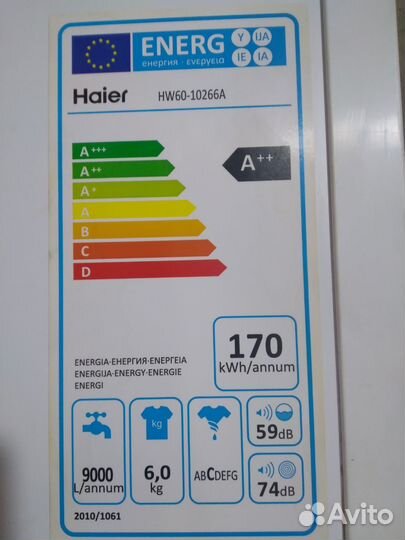 ENERG
енергия · ενεργεια
Y IJA
IE IA
Haier HW60-10266A
A+++
A++
A+
A
B
C
D
A++
170
kWh/annum
ENERGIA·ЕНЕРГИЯ·ΕΝΕΡΓΕΙΑ
ENERGIJA·ENERGY·ENERGIE
ENERGI
9000
L/annum
kg
6,0
kg
ABCDEFG
59dB
74dB
2010/1061
Avito